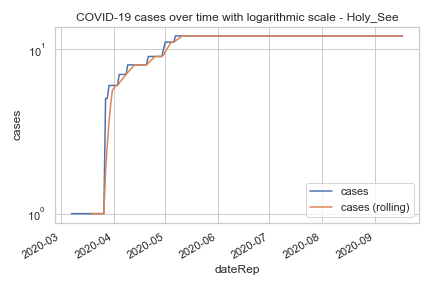 COVID-19 cases over time with logarithmic scale - Holy_See
cases
10¹
10⁰
cases
cases (rolling)
2020-03
2020-04
2020-05
2020-06
2020-07
2020-08
2020-09
dateRep